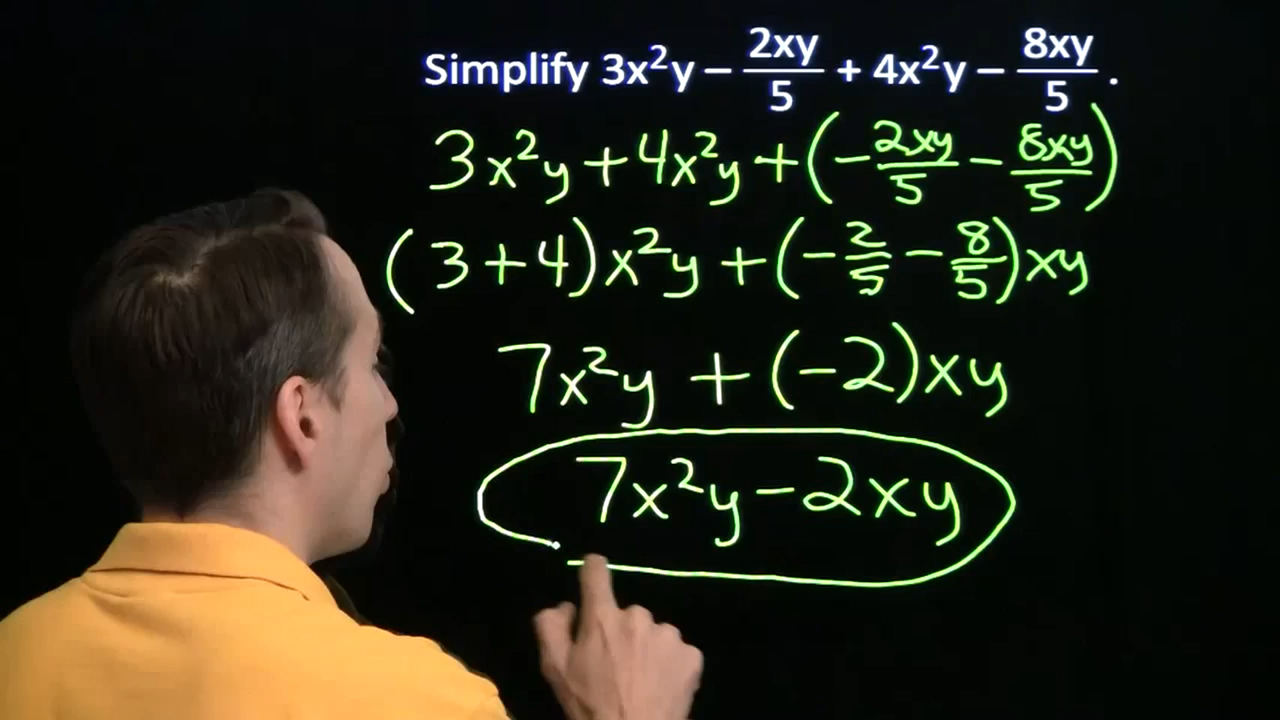 Simplify 3x²y − 2xy/5 + 4x²y − 8xy/5 .
3x²y + 4x²y + (− 2xy/5 − 8xy/5)
(3 + 4)x²y + (− 2/5 − 8/5)xy
7x²y + (−2)xy
7x²y − 2xy